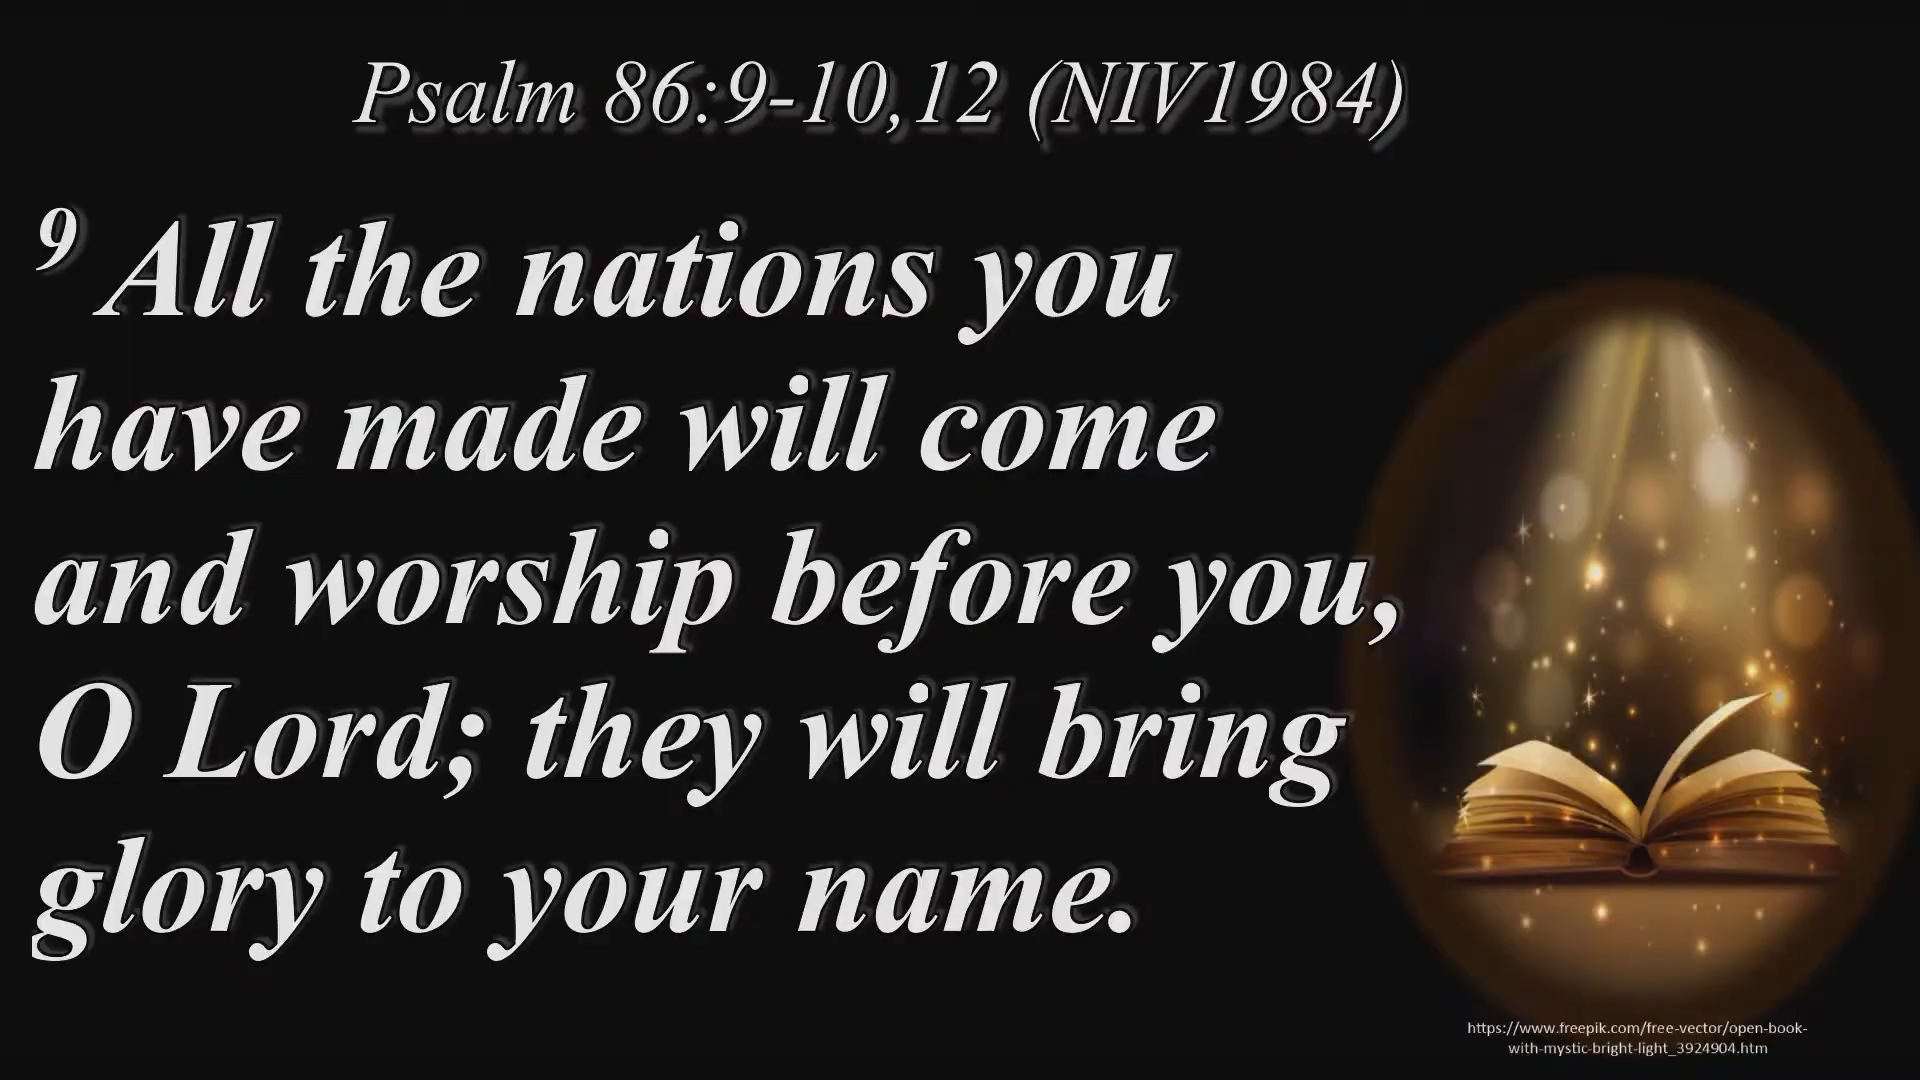 Psalm 86:9-10,12 (NIV1984)
9 All the nations you
have made will come
and worship before you,
O Lord; they will bring
glory to your name.
https://www.freepik.com/free-vector/open-book-
with-mystic-bright-light_3924904.htm